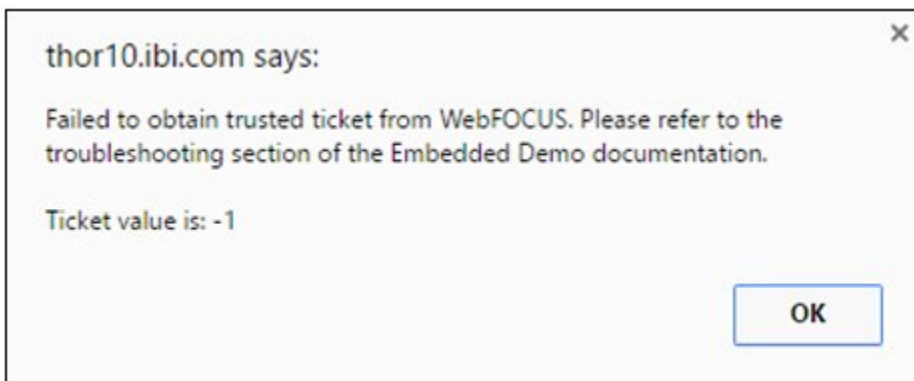 thor10.ibi.com says:
Failed to obtain trusted ticket from WebFOCUS. Please refer to the
troubleshooting section of the Embedded Demo documentation.
Ticket value is: -1
OK